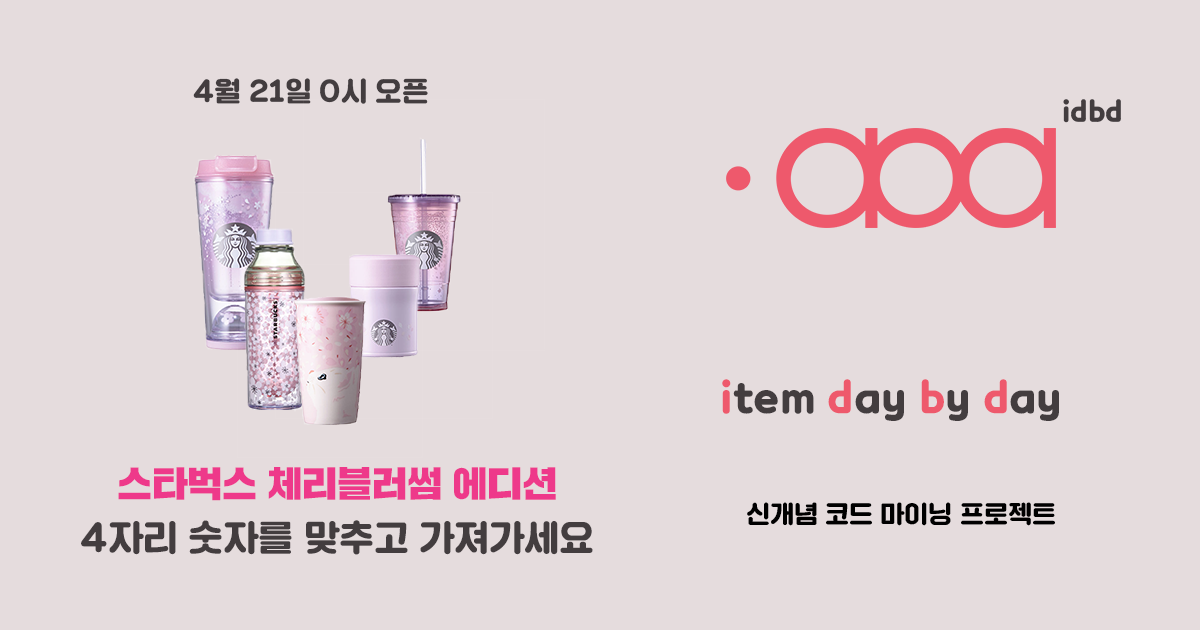 4월 21일 0시 오픈
STARBUCKS
스타벅스 체리블러썸 에디션
4자리 숫자를 맞추고 가져가세요
idbd
item day by day
신개념 코드 마이닝 프로젝트